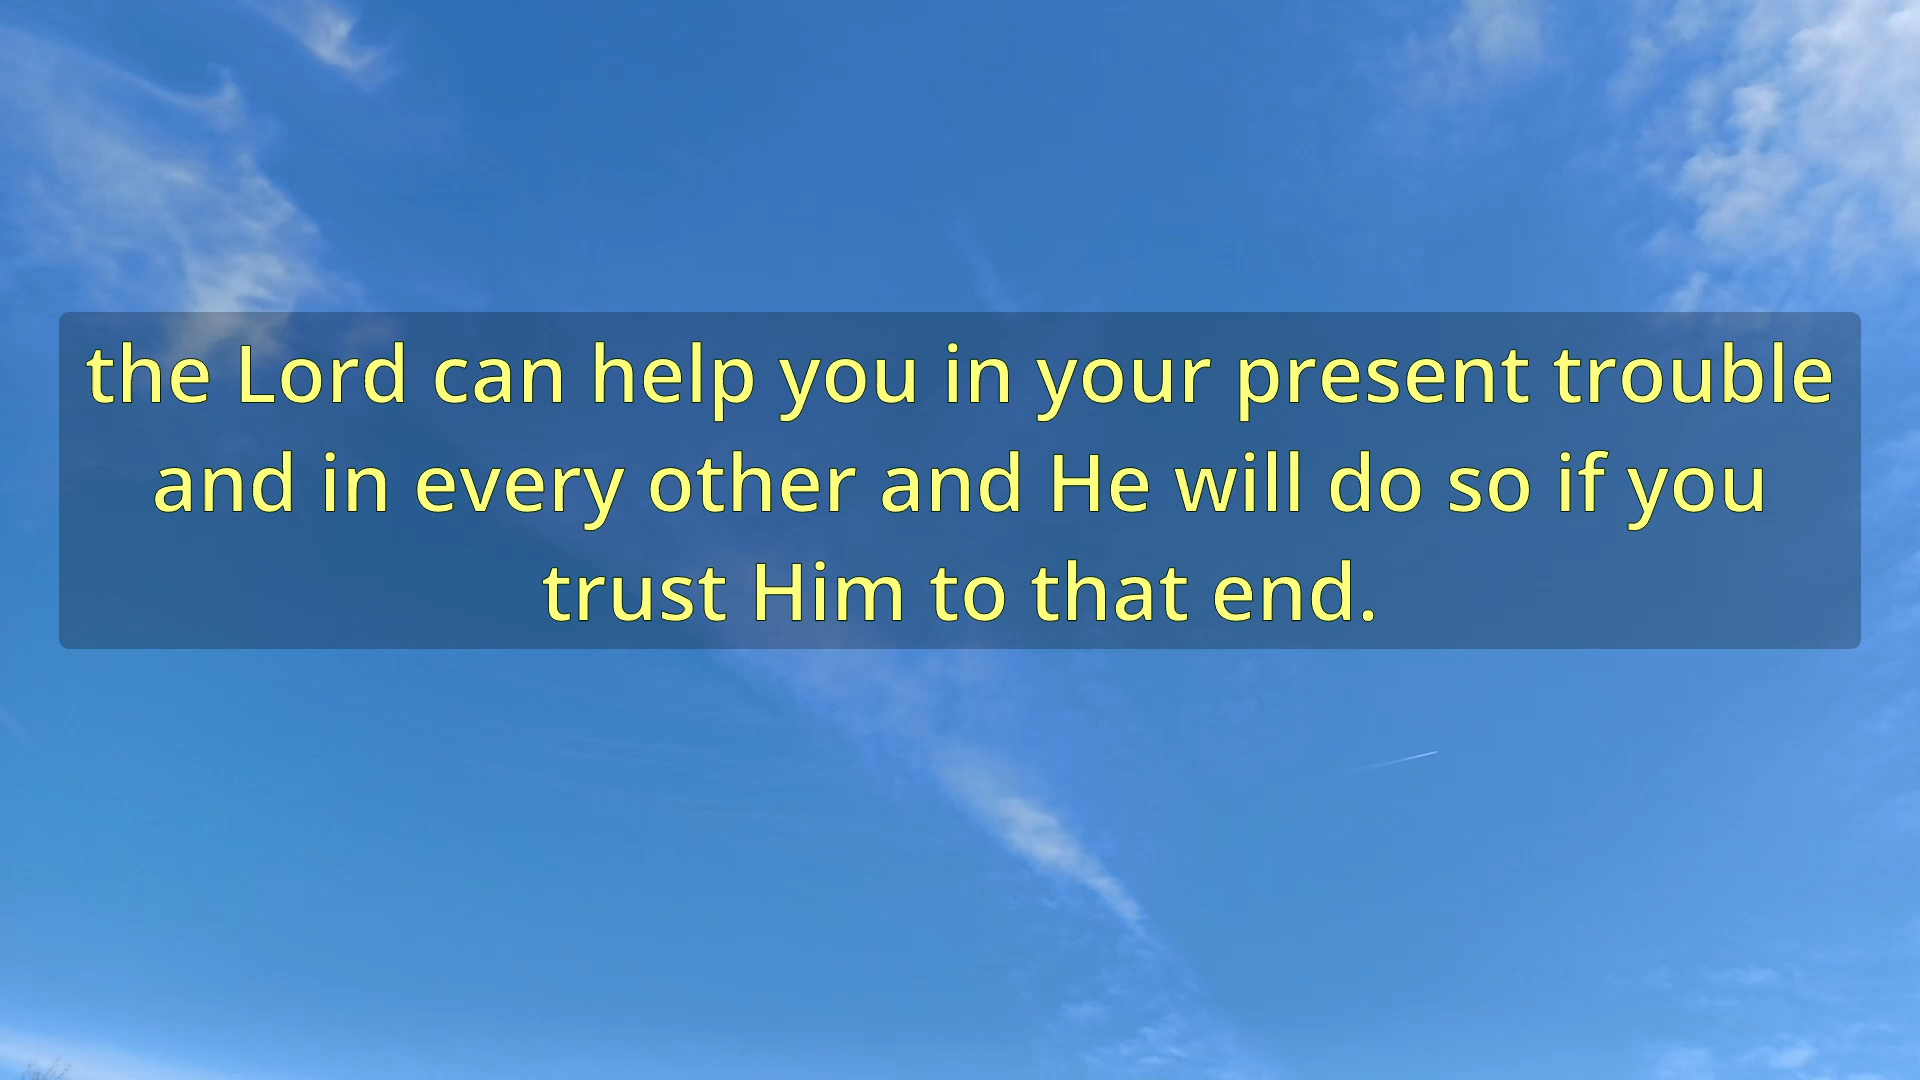 the Lord can help you in your present trouble
and in every other and He will do so if you
trust Him to that end.